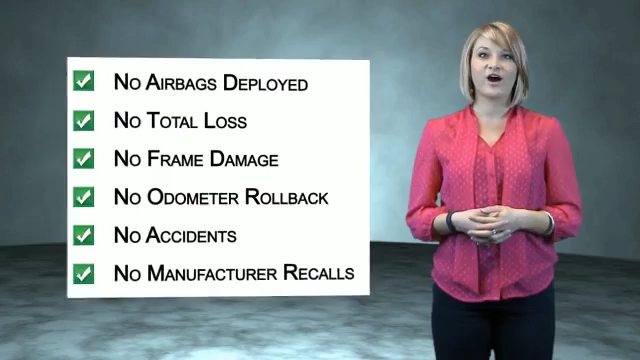 No Airbags Deployed
No Total Loss
No Frame Damage
No Odometer Rollback
No Accidents
No Manufacturer Recalls